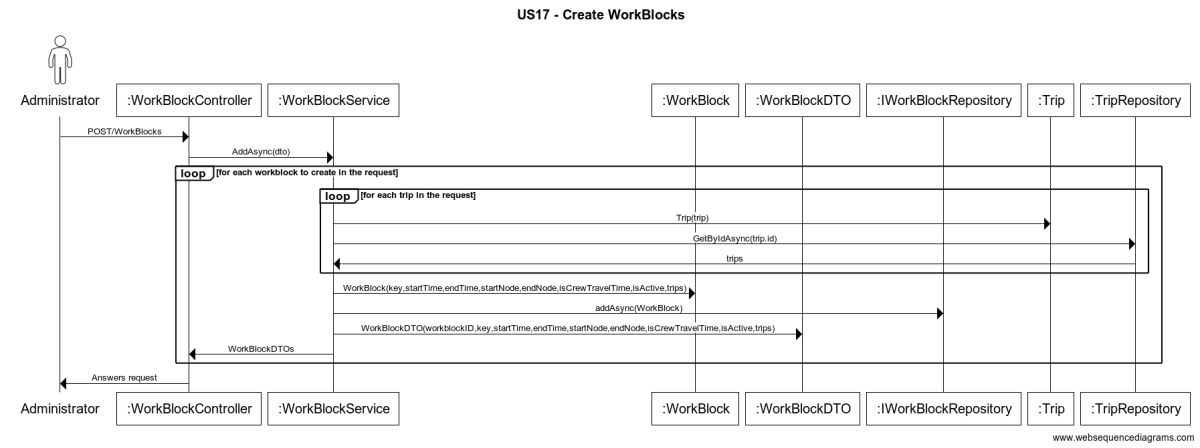 US17 - Create WorkBlocks
Administrator :WorkBlockController :WorkBlockService :WorkBlock :WorkBlockDTO :IWorkBlockRepository :Trip :TripRepository
POST/WorkBlocks
AddAsync(dto)
loop [for each workblock to create in the request]
loop [for each trip in the request]
Trip(trip)
GetByIdAsync(trip.id)
trips
WorkBlock(key,startTime,endTime,startNode,endNode,isCrewTravelTime,isActive,trips)
addAsync(WorkBlock)
WorkBlockDTO(workblockID,key,startTime,endTime,startNode,endNode,isCrewTravelTime,isActive,trips)
WorkBlockDTOs
Answers request
Administrator :WorkBlockController :WorkBlockService :WorkBlock :WorkBlockDTO :IWorkBlockRepository :Trip :TripRepository
www.websequencediagrams.com